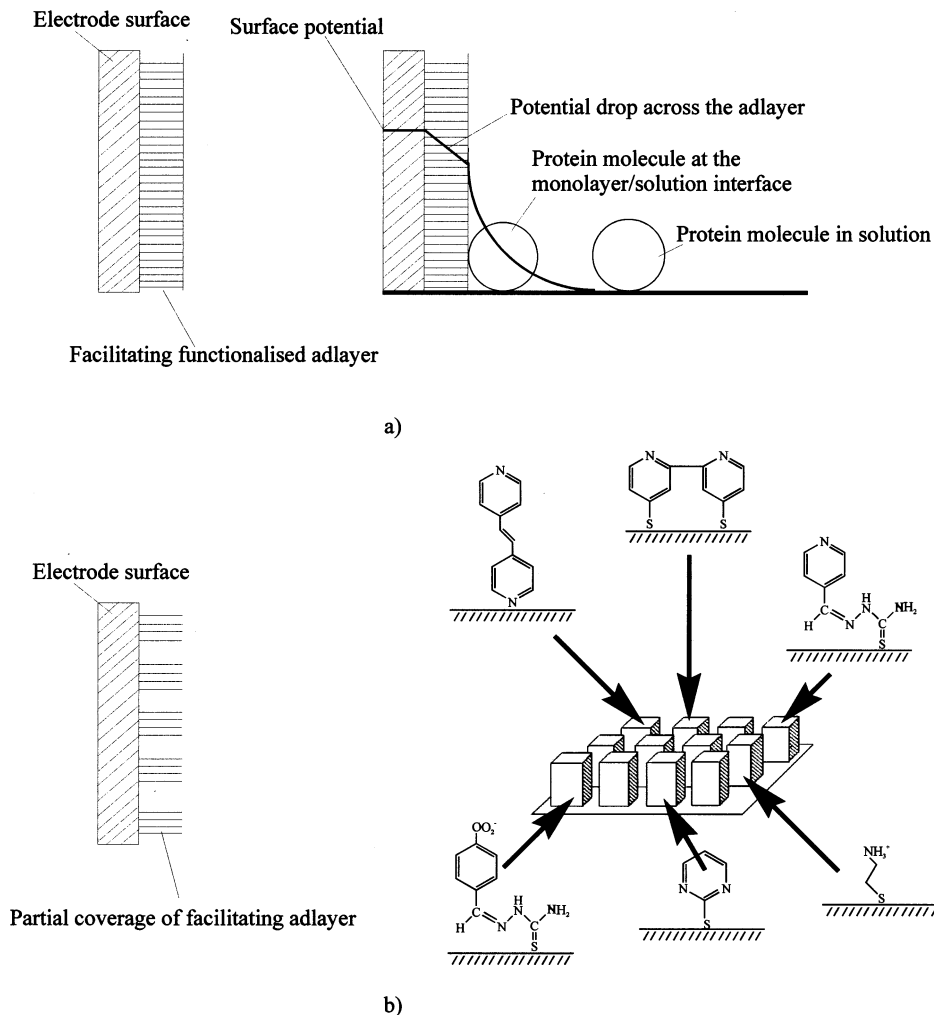 Electrode surface
Surface potential
Potential drop across the adlayer
Protein molecule at the
monolayer/solution interface
Protein molecule in solution
Facilitating functionalised adlayer
a)
N
N
N
S
S
N
N
Electrode surface
H
C
N
H
N
C
NH₂
S
Partial coverage of facilitating adlayer
OO₂⁻
H
C
N
H
N
C
NH₂
S
N
N
S
NH₃⁺
S
b)